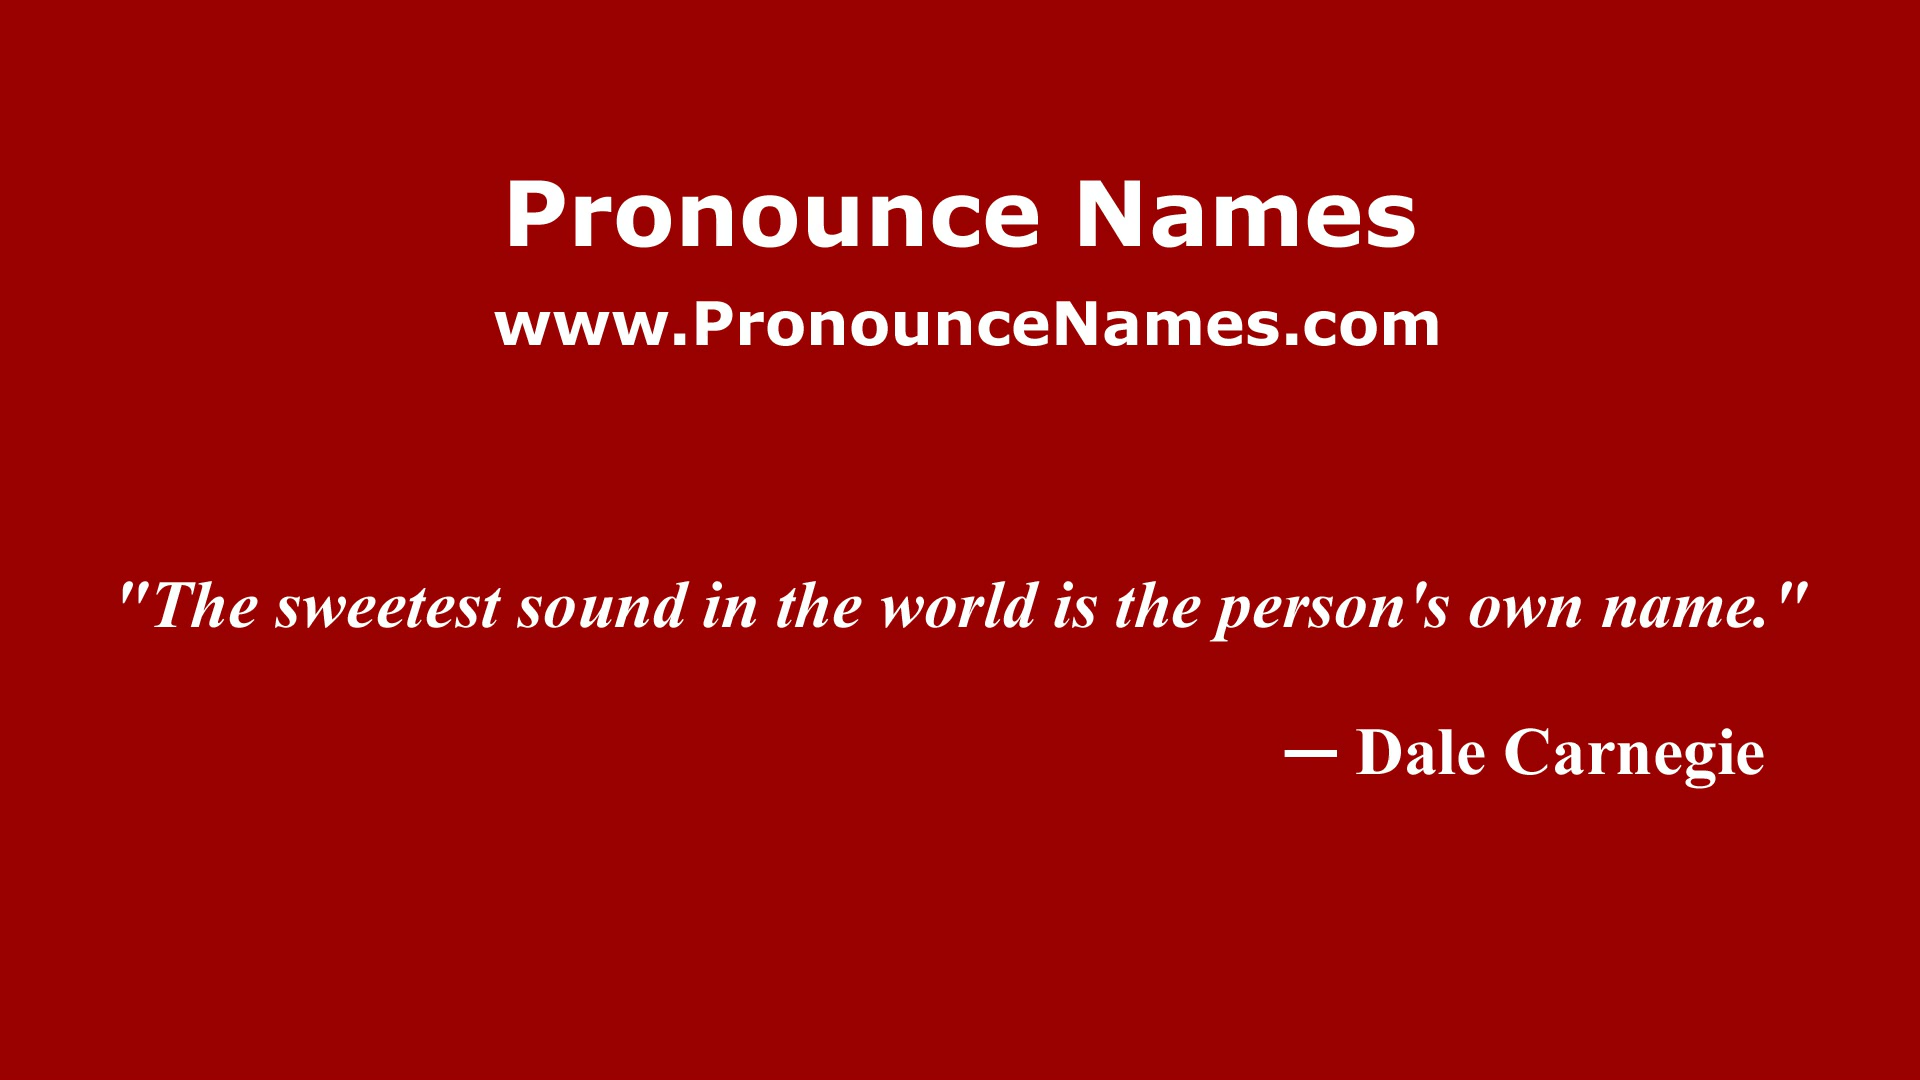 Pronounce Names
www.PronounceNames.com
"The sweetest sound in the world is the person's own name."
— Dale Carnegie